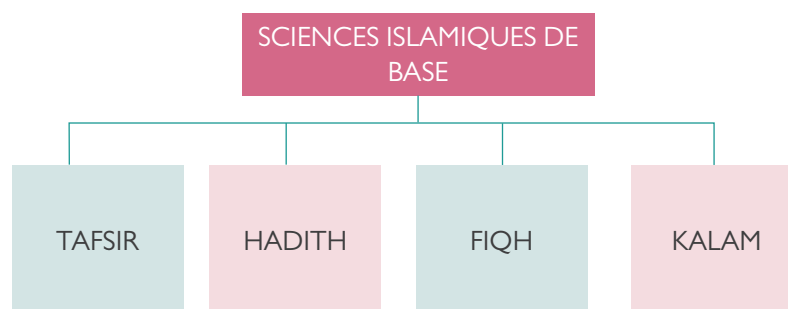 SCIENCES ISLAMIQUES DE
BASE
TAFSIR
HADITH
FIQH
KALAM